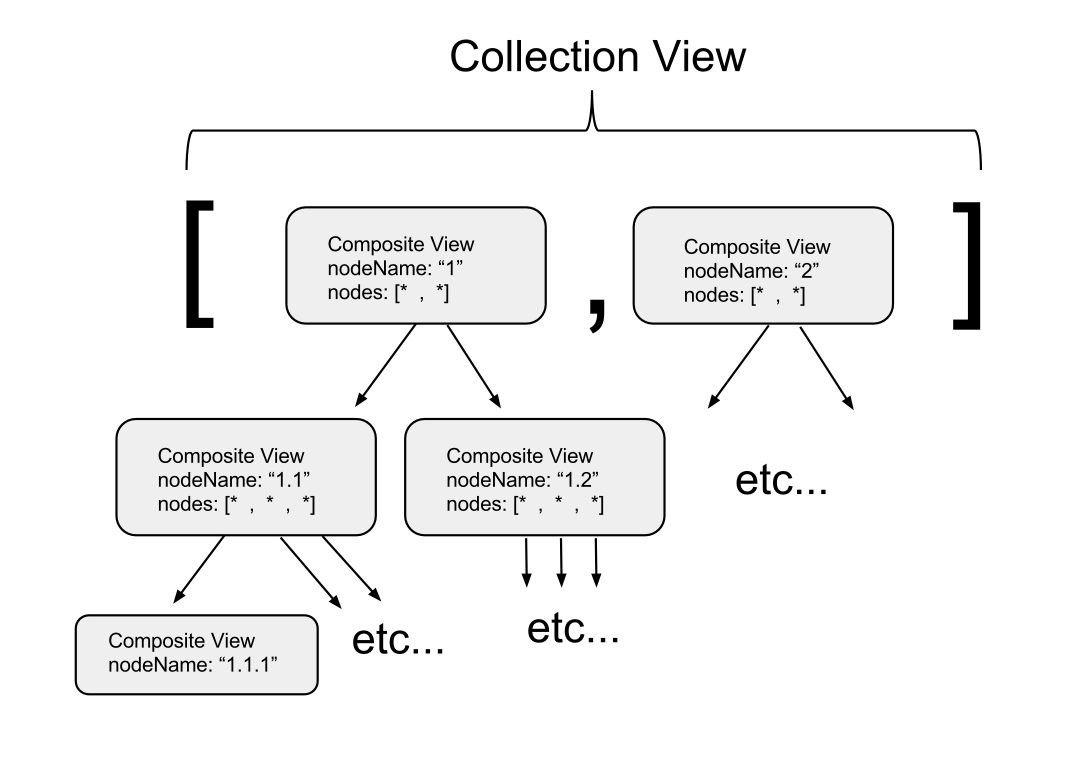 Collection View
[
Composite View
nodeName: “1”
nodes: [* , *]
,
Composite View
nodeName: “2”
nodes: [* , *]
]
Composite View
nodeName: “1.1”
nodes: [* , * , *]
Composite View
nodeName: “1.2”
nodes: [* , * , *]
etc...
Composite View
nodeName: “1.1.1”
etc...
etc...